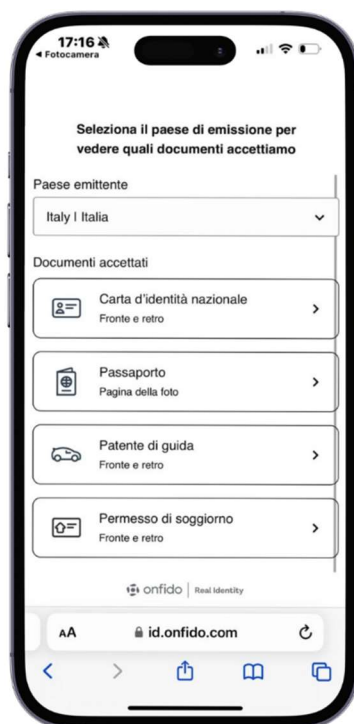 17:16
◀ Fotocamera
Seleziona il paese di emissione per
vedere quali documenti accettiamo
Paese emittente
Italy | Italia
Documenti accettati
Carta d'identità nazionale
Fronte e retro
Passaporto
Pagina della foto
Patente di guida
Fronte e retro
Permesso di soggiorno
Fronte e retro
onfido | Real Identity
AA id.onfido.com